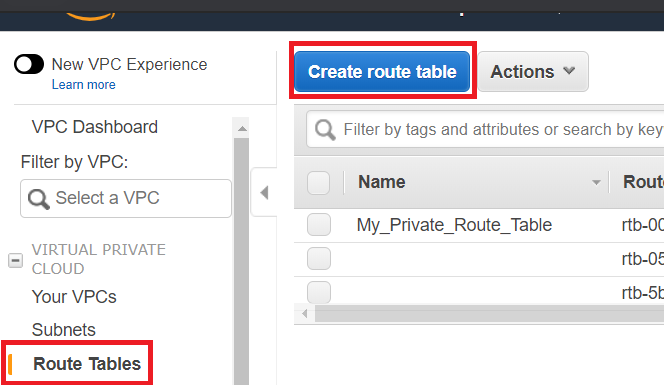 New VPC Experience
Learn more
Create route table
Actions
VPC Dashboard
Filter by VPC:
Select a VPC
Filter by tags and attributes or search by key
Name
Rout
VIRTUAL PRIVATE
CLOUD
My_Private_Route_Table
rtb-00
rtb-05
rtb-5b
Your VPCs
Subnets
Route Tables